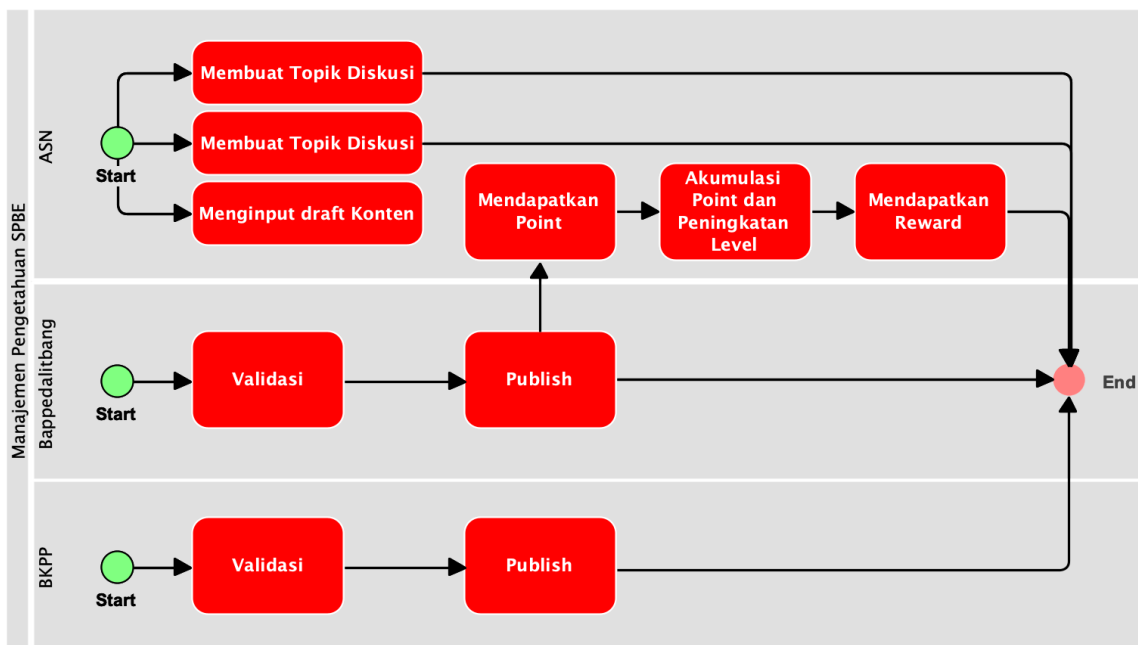 Manajemen Pengetahuan SPBE
ASN
Start
Membuat Topik Diskusi
Membuat Topik Diskusi
Menginput draft Konten
Mendapatkan
Point
Akumulasi
Point dan
Peningkatan
Level
Mendapatkan
Reward
Bappedalitbang
Start
Validasi
Publish
End
BKPP
Start
Validasi
Publish